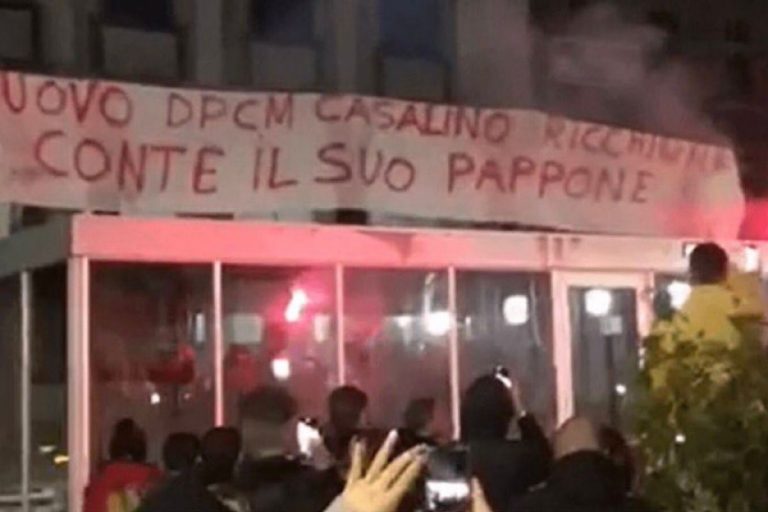 UOVO DPCM CASALINO RICCHIONE
CONTE IL SUO PAPPONE